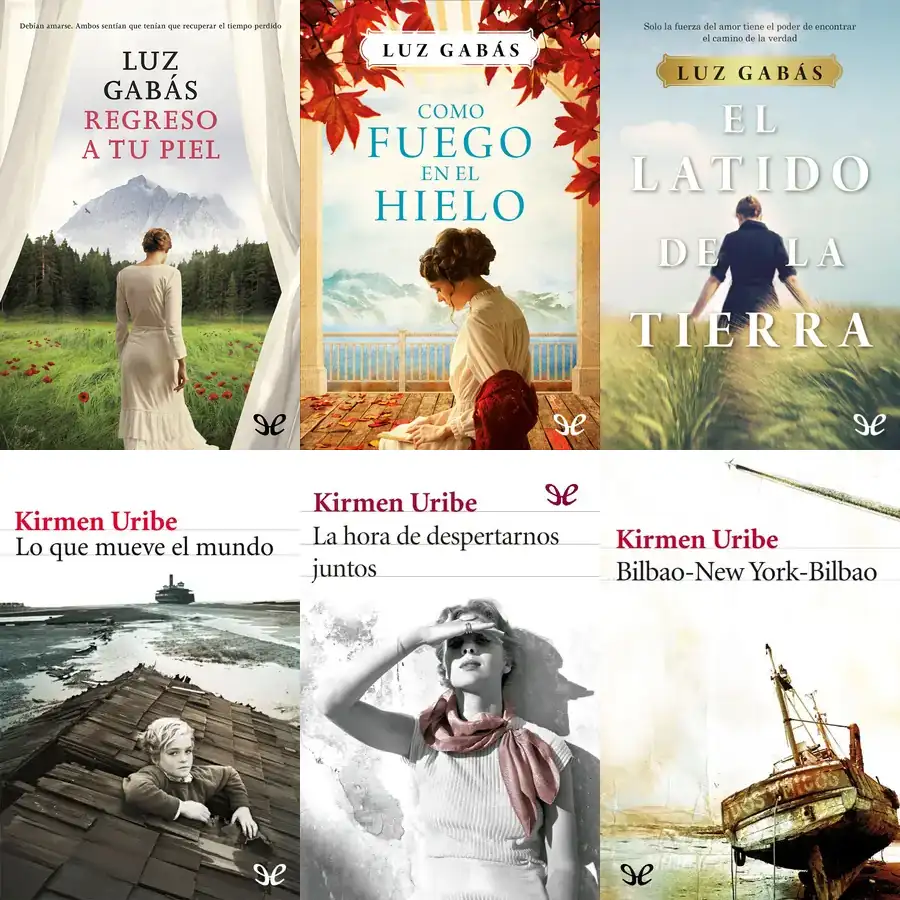 Debían amarse. Ambos sentían que tenían que recuperar el tiempo perdido
LUZ
GABÁS
REGRESO
A TU PIEL
LUZ GABÁS
COMO
FUEGO
EN EL
HIELO
Solo la fuerza del amor tiene el poder de encontrar
el camino de la verdad
LUZ GABÁS
EL
LATIDO
DE LA
TIERRA
Kirmen Uribe
Lo que mueve el mundo
Kirmen Uribe
La hora de despertarnos
juntos
Kirmen Uribe
Bilbao-New York-Bilbao